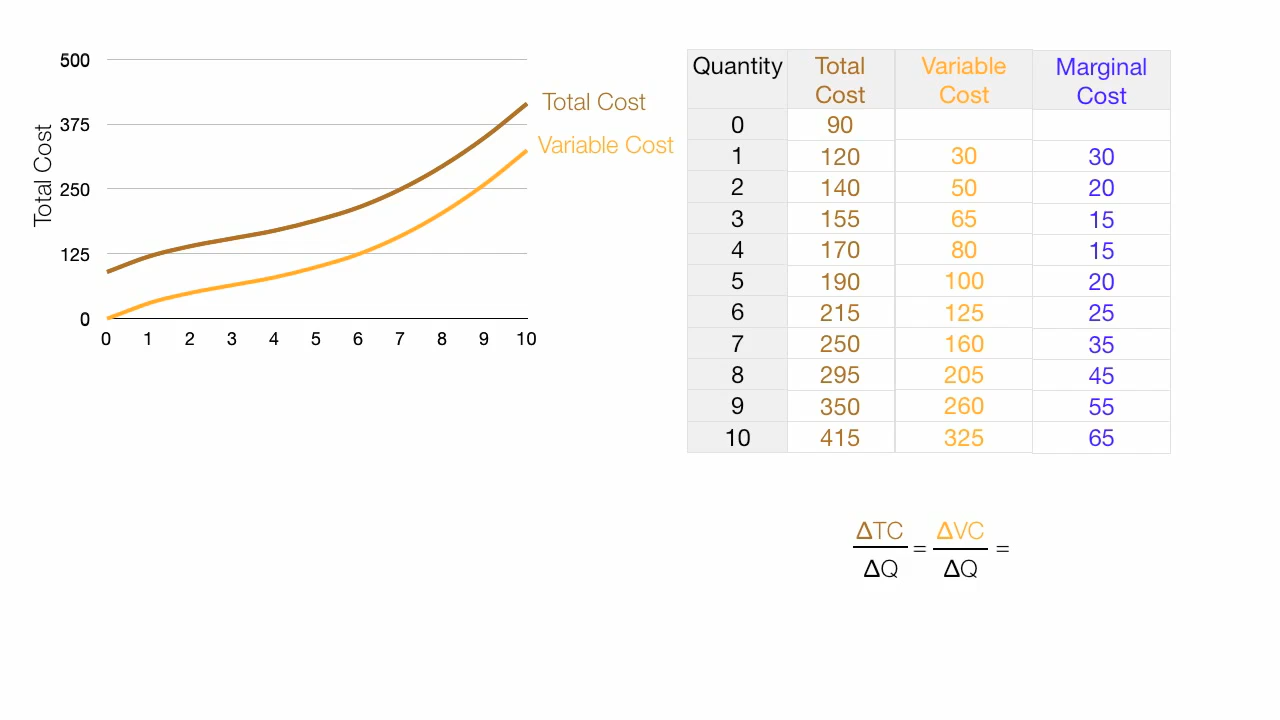 500
375
250
125
0
Total Cost
0 1 2 3 4 5 6 7 8 9 10
Total Cost
Variable Cost
Quantity Total Cost Variable Cost Marginal Cost
0 90
1 120 30 30
2 140 50 20
3 155 65 15
4 170 80 15
5 190 100 20
6 215 125 25
7 250 160 35
8 295 205 45
9 350 260 55
10 415 325 65
ΔTC ΔVC
= =
ΔQ ΔQ